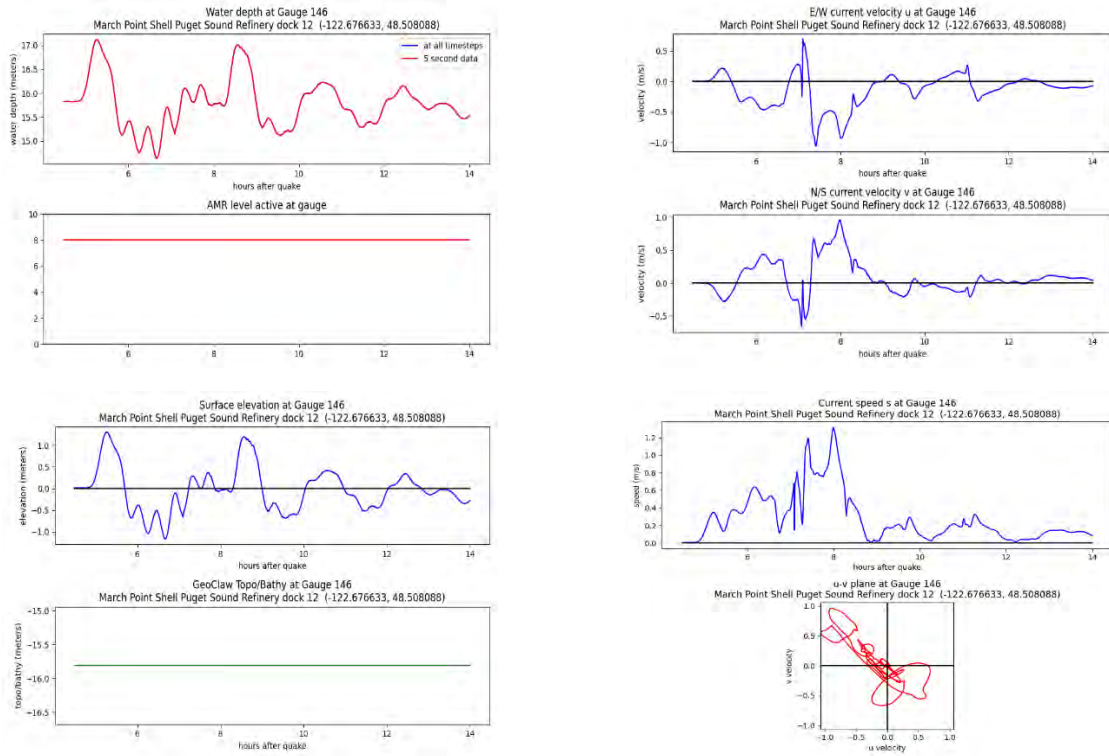 Water depth at Gauge 146
March Point Shell Puget Sound Refinery dock 12 (-122.676633, 48.508088)
at all timesteps
5 second data
water depth (meters)
17.0
16.5
16.0
15.5
15.0
6
8
10
12
14
hours after quake
AMR level active at gauge
10
8
6
4
2
0
6
8
10
12
14
Surface elevation at Gauge 146
March Point Shell Puget Sound Refinery dock 12 (-122.676633, 48.508088)
elevation (meters)
1.0
0.5
0.0
−0.5
−1.0
6
8
10
12
14
hours after quake
GeoClaw Topo/Bathy at Gauge 146
March Point Shell Puget Sound Refinery dock 12 (-122.676633, 48.508088)
topo/bathy (meters)
−15.0
−15.5
−16.0
−16.5
6
8
10
12
14
hours after quake
E/W current velocity u at Gauge 146
March Point Shell Puget Sound Refinery dock 12 (-122.676633, 48.508088)
velocity (m/s)
0.5
0.0
−0.5
−1.0
6
8
10
12
14
hours after quake
N/S current velocity v at Gauge 146
March Point Shell Puget Sound Refinery dock 12 (-122.676633, 48.508088)
velocity (m/s)
1.0
0.5
0.0
−0.5
6
8
10
12
14
hours after quake
Current speed s at Gauge 146
March Point Shell Puget Sound Refinery dock 12 (-122.676633, 48.508088)
speed (m/s)
1.2
1.0
0.8
0.6
0.4
0.2
0.0
6
8
10
12
14
hours after quake
u-v plane at Gauge 146
March Point Shell Puget Sound Refinery dock 12 (-122.676633, 48.508088)
v velocity
1.0
0.5
0.0
−0.5
−1.0
−1.0
−0.5
0.0
0.5
1.0
u velocity